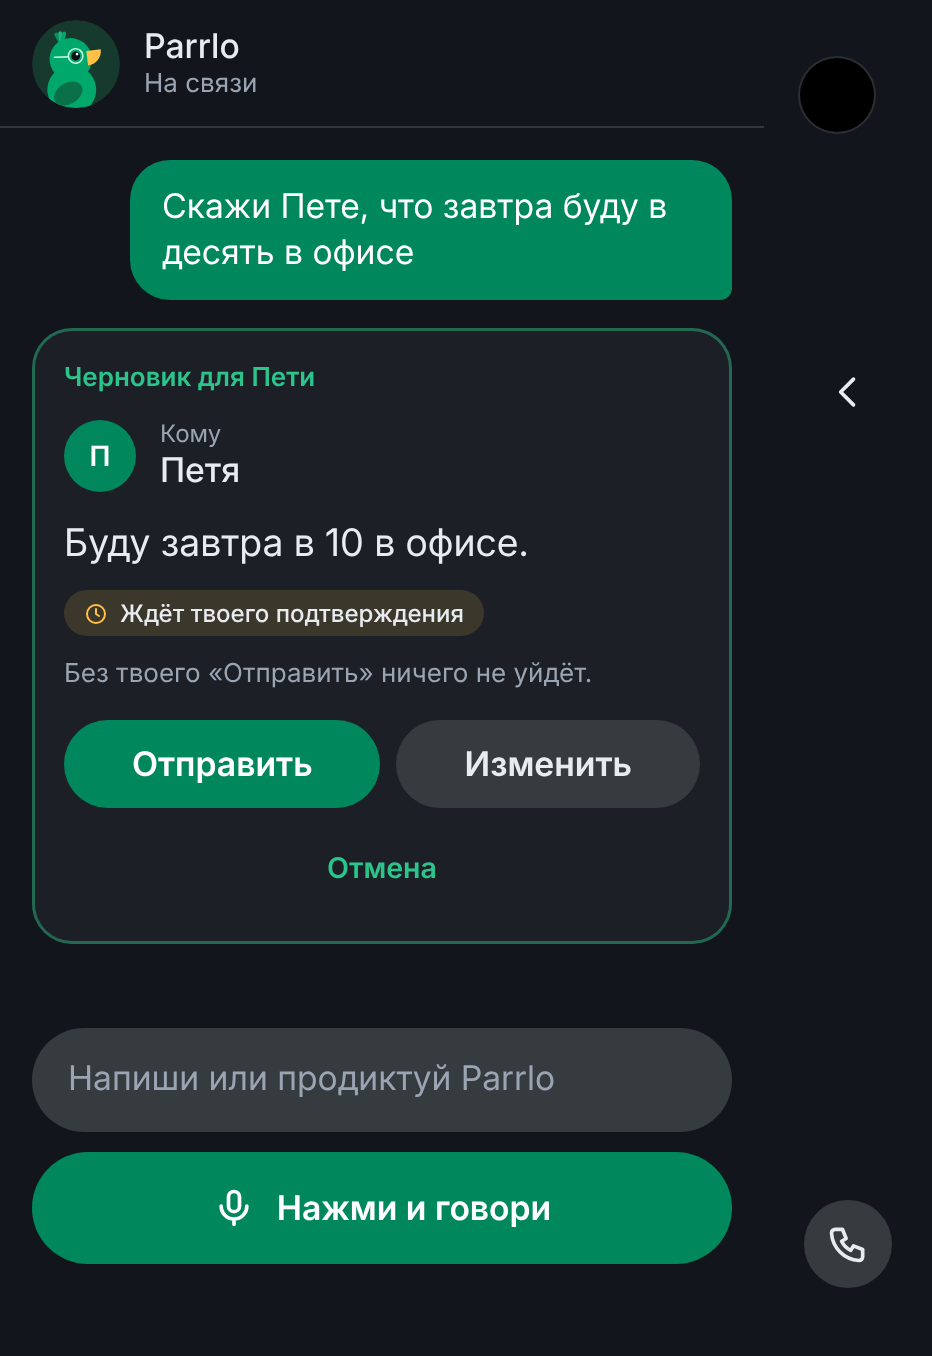 Parrlo
На связи
Скажи Пете, что завтра буду в
десять в офисе
Черновик для Пети
П
Кому
Петя
Буду завтра в 10 в офисе.
Ждёт твоего подтверждения
Без твоего «Отправить» ничего не уйдёт.
Отправить
Изменить
Отмена
Напиши или продиктуй Parrlo
Нажми и говори